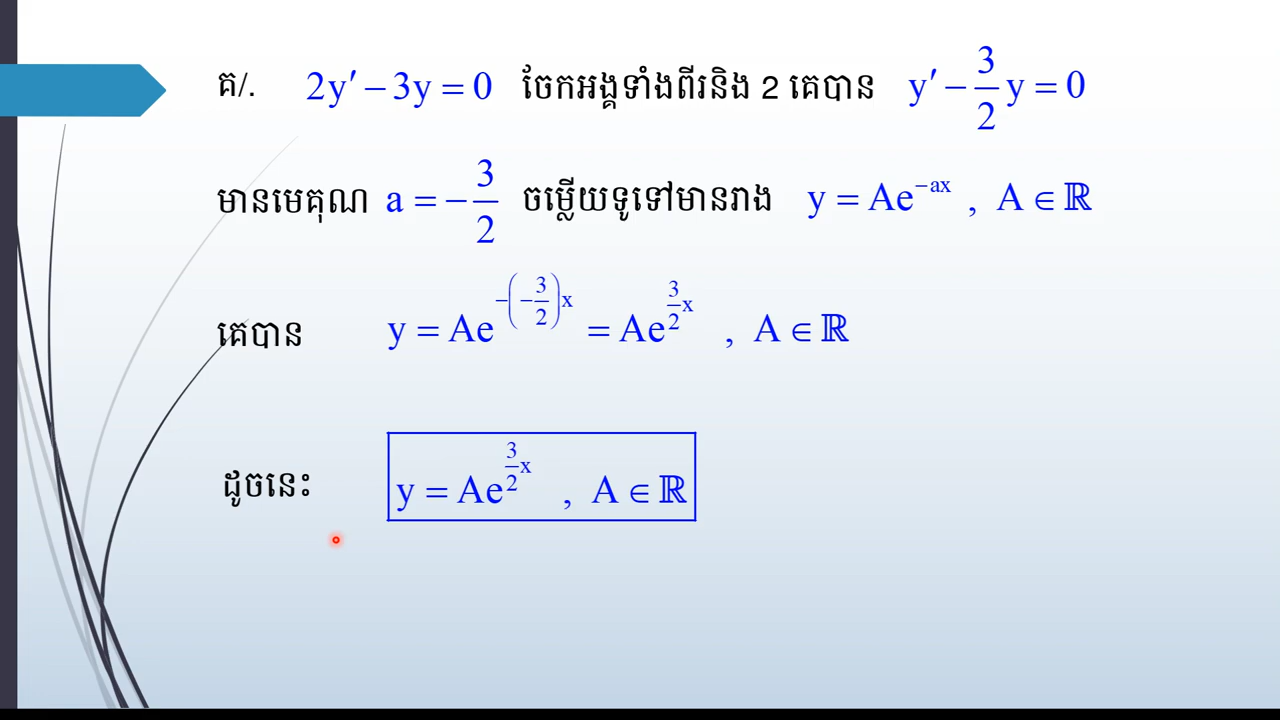 គ/. 2y′ − 3y = 0 ចែកអង្គទាំងពីរនិង 2 គេបាន y′ − 3/2 y = 0
មានមេគុណ a = − 3/2 ចម្លើយទូទៅមានរាង y = Ae^(−ax) , A ∈ ℝ
គេបាន y = Ae^(−(−3/2)x) = Ae^(3/2 x) , A ∈ ℝ
ដូចនេះ y = Ae^(3/2 x) , A ∈ ℝ